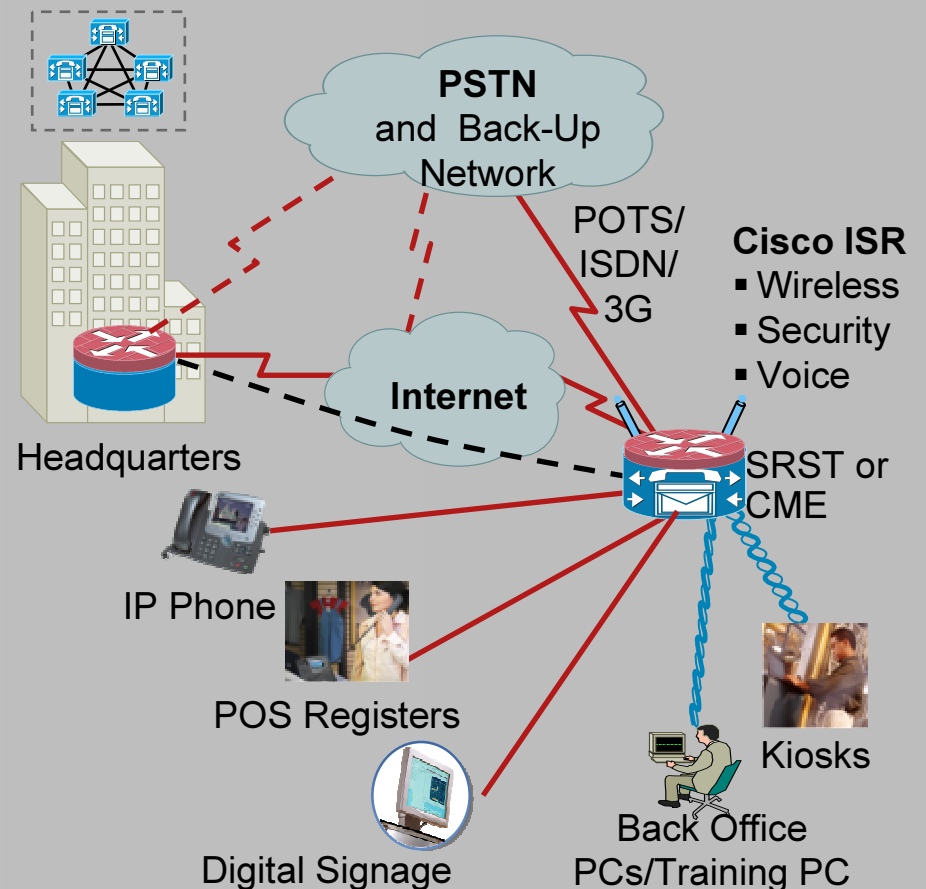 PSTN
and Back-Up
Network
POTS/
ISDN/
3G
Cisco ISR
▪ Wireless
▪ Security
▪ Voice
Internet
Headquarters
SRST or
CME
IP Phone
POS Registers
Kiosks
Digital Signage
Back Office
PCs/Training PC